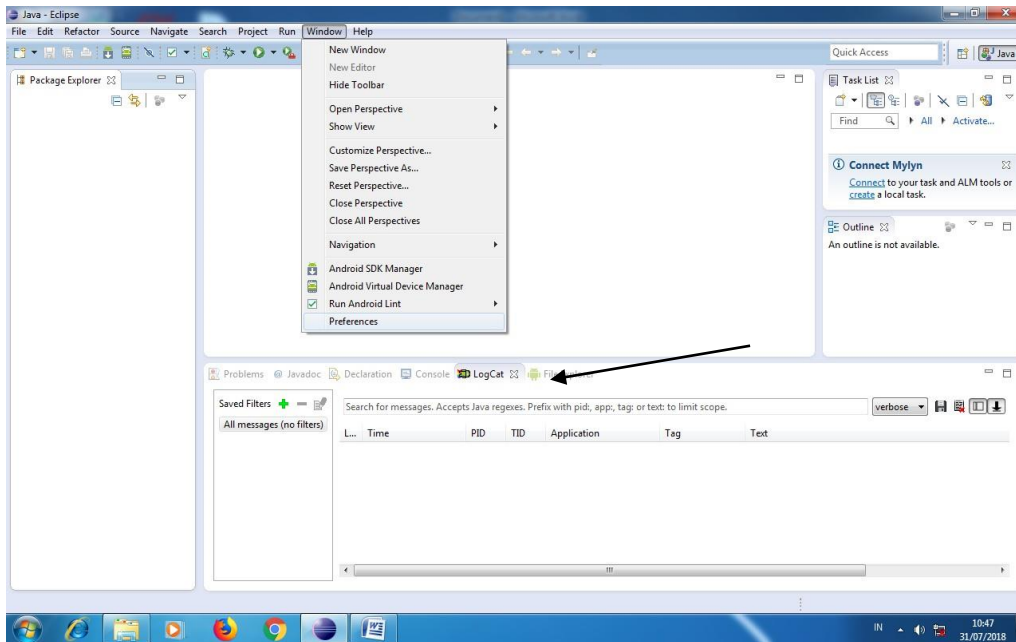 Java - Eclipse
File Edit Refactor Source Navigate Search Project Run Window Help
Quick Access
Java
New Window
New Editor
Hide Toolbar
Open Perspective
Show View
Customize Perspective...
Save Perspective As...
Reset Perspective...
Close Perspective
Close All Perspectives
Navigation
Android SDK Manager
Android Virtual Device Manager
Run Android Lint
Preferences
Package Explorer
Task List
Find All Activate...
Connect Mylyn
Connect to your task and ALM tools or
create a local task.
Outline
An outline is not available.
Problems Javadoc Declaration Console LogCat
Saved Filters
All messages (no filters)
Search for messages. Accepts Java regexes. Prefix with pid:, app:, tag: or text: to limit scope.
verbose
L... Time PID TID Application Tag Text
IN
10:47
31/07/2018